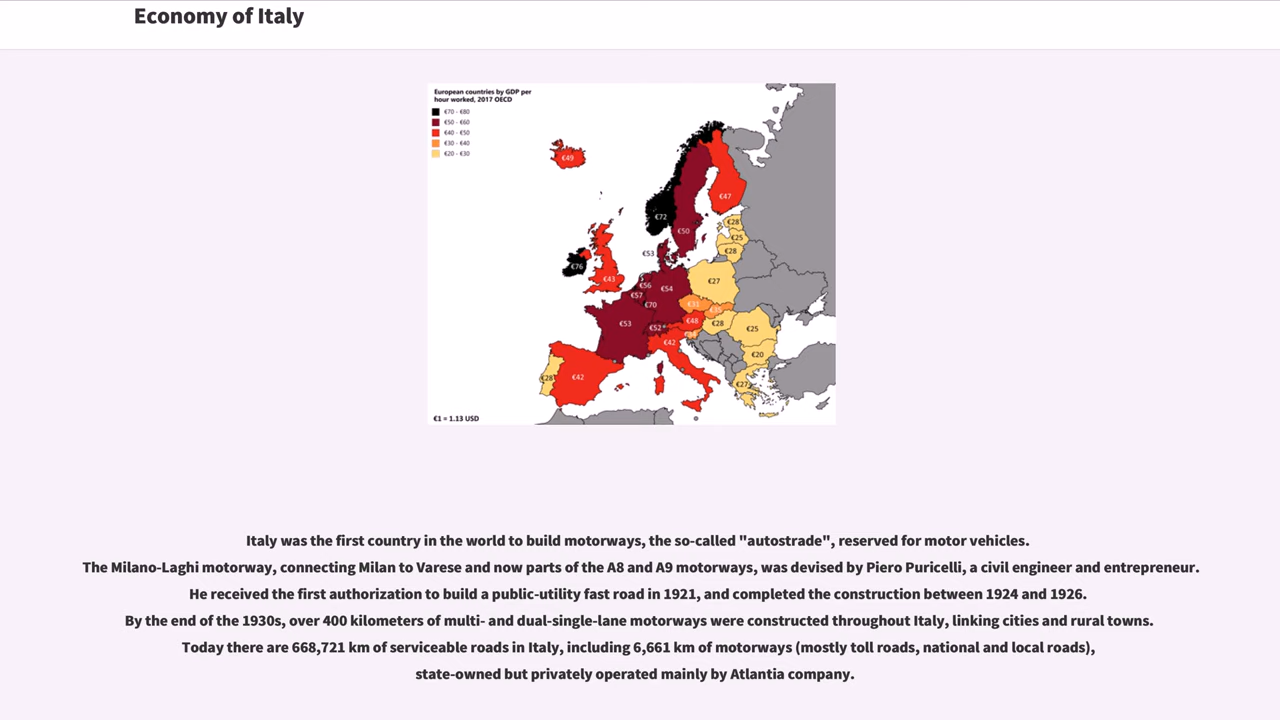 Economy of Italy
European countries by GDP per
hour worked, 2017 OECD
€70 - €80
€50 - €60
€40 - €50
€30 - €40
€20 - €30
€49
€47
€72
€50
€28
€25
€28
€53
€76
€43
€56
€57
€54
€27
€70
€31
€53
€52
€48
€28
€25
€42
€20
€28
€42
€27
€1 = 1.13 USD
Italy was the first country in the world to build motorways, the so-called "autostrade", reserved for motor vehicles.
The Milano-Laghi motorway, connecting Milan to Varese and now parts of the A8 and A9 motorways, was devised by Piero Puricelli, a civil engineer and entrepreneur.
He received the first authorization to build a public-utility fast road in 1921, and completed the construction between 1924 and 1926.
By the end of the 1930s, over 400 kilometers of multi- and dual-single-lane motorways were constructed throughout Italy, linking cities and rural towns.
Today there are 668,721 km of serviceable roads in Italy, including 6,661 km of motorways (mostly toll roads, national and local roads),
state-owned but privately operated mainly by Atlantia company.